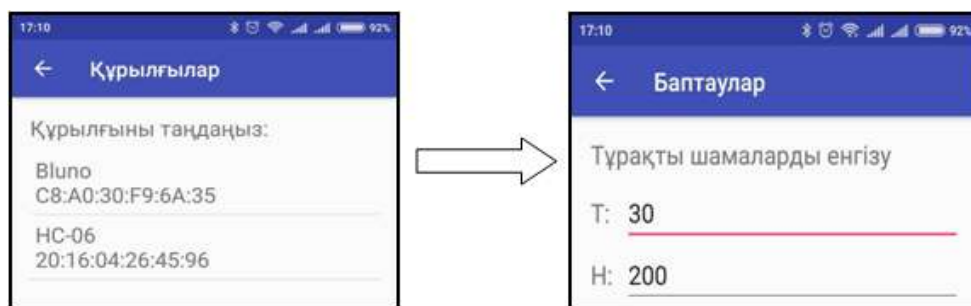 17:10
92%
Құрылғылар
Құрылғыны таңдаңыз:
Bluno
C8:A0:30:F9:6A:35
HC-06
20:16:04:26:45:96
17:10
92%
Баптаулар
Тұрақты шамаларды енгізу
T: 30
H: 200